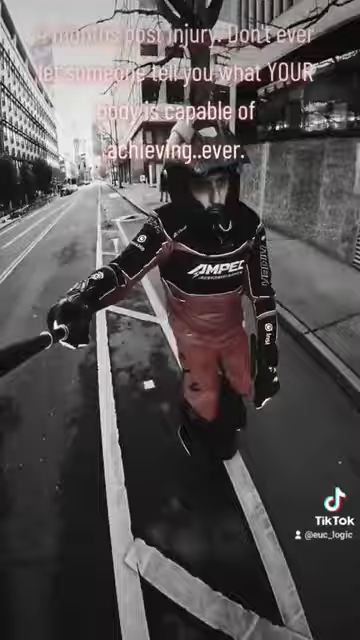 months post injury. Don't ever
let someone tell you what YOUR
body is capable of
achieving..ever.
AMPED
TikTok
@euc_logic